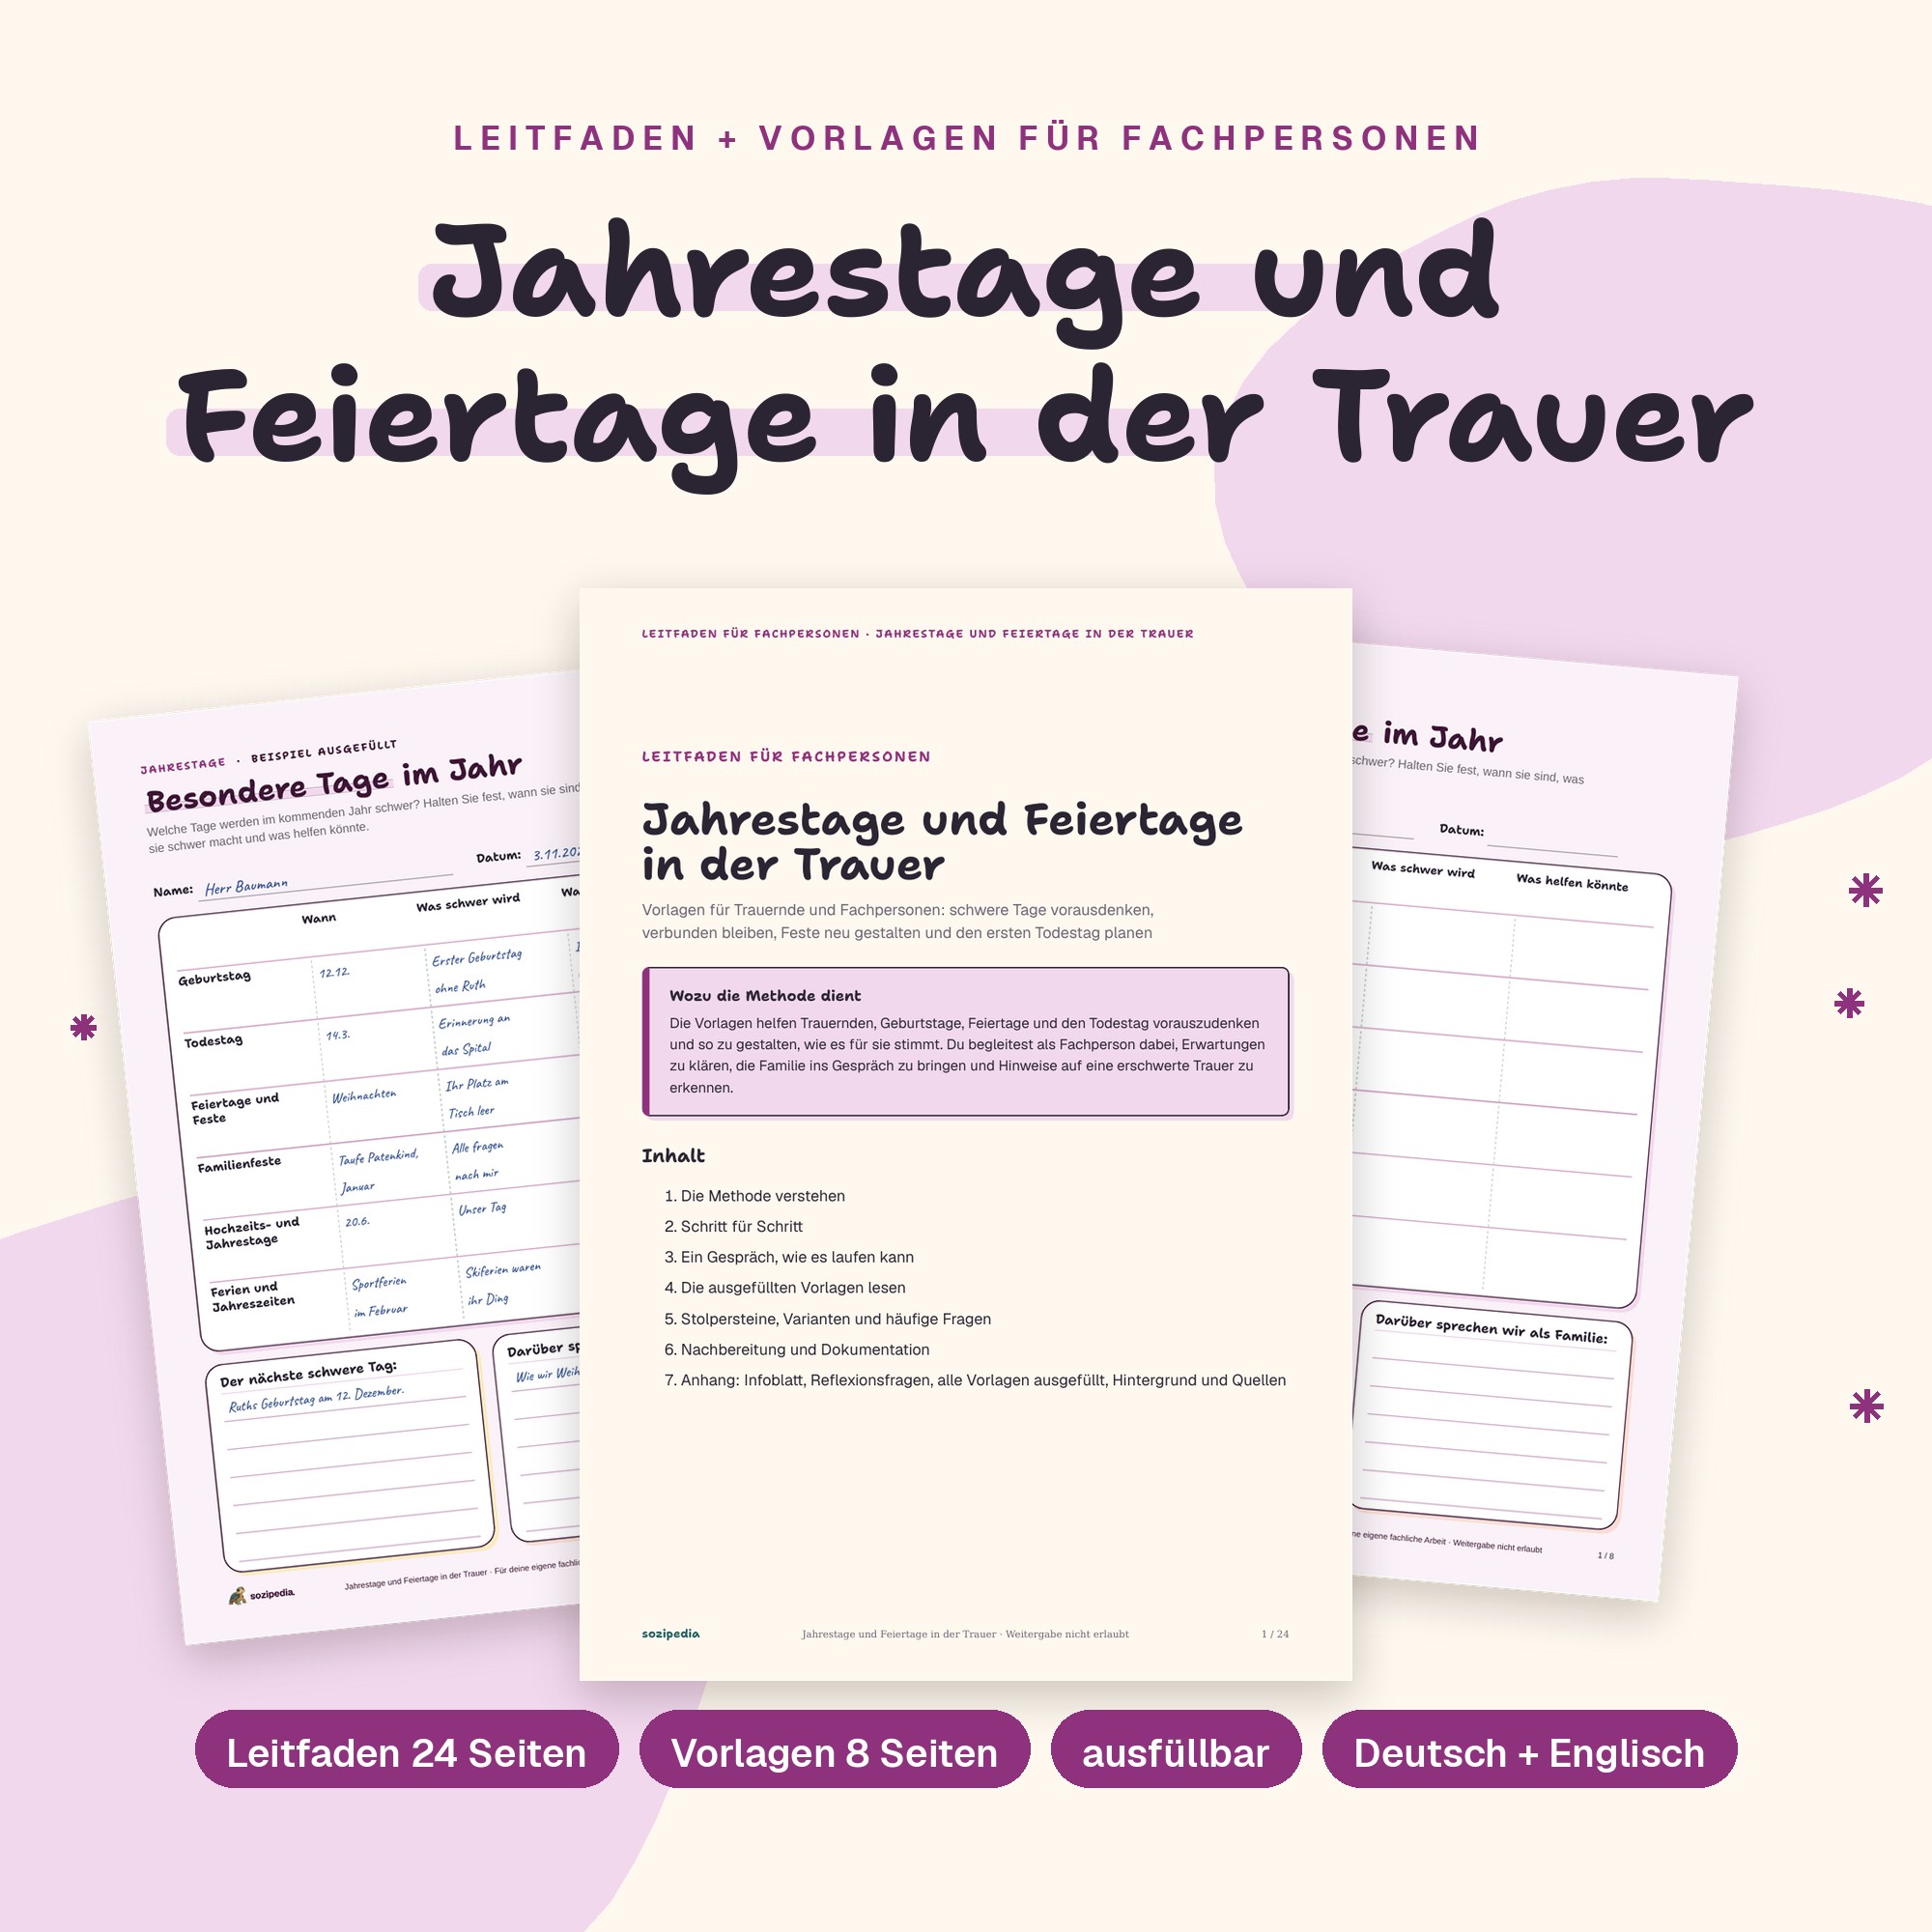 LEITFADEN + VORLAGEN FÜR FACHPERSONEN
Jahrestage und
Feiertage in der Trauer
JAHRESTAGE · BEISPIEL AUSGEFÜLLT
Besondere Tage im Jahr
Welche Tage werden im kommenden Jahr schwer? Halten Sie fest, wann sie sind
sie schwer macht und was helfen könnte.
Name: Herr Baumann
Datum: 3.11.202
Wann
Was schwer wird
Geburtstag
12.12.
Erster Geburtstag
ohne Ruth
Todestag
14.3.
Erinnerung an
das Spital
Feiertage und
Feste
Weihnachten
Ihr Platz am
Tisch leer
Familienfeste
Taufe Patenkind,
Januar
Alle fragen
nach mir
Hochzeits- und
Jahrestage
20.6.
Unser Tag
Ferien und
Jahreszeiten
Sportferien
im Februar
Skiferien waren
ihr Ding
Der nächste schwere Tag:
Ruths Geburtstag am 12. Dezember.
Darüber
Wie wir
sozipedia.
Jahrestage und Feiertage in der Trauer · Für deine eigene
LEITFADEN FÜR FACHPERSONEN · JAHRESTAGE UND FEIERTAGE IN DER TRAUER
LEITFADEN FÜR FACHPERSONEN
Jahrestage und Feiertage
in der Trauer
Vorlagen für Trauernde und Fachpersonen: schwere Tage vorausdenken,
verbunden bleiben, Feste neu gestalten und den ersten Todestag planen
Wozu die Methode dient
Die Vorlagen helfen Trauernden, Geburtstage, Feiertage und den Todestag vorauszudenken
und so zu gestalten, wie es für sie stimmt. Du begleitest als Fachperson dabei, Erwartungen
zu klären, die Familie ins Gespräch zu bringen und Hinweise auf eine erschwerte Trauer zu
erkennen.
Inhalt
1. Die Methode verstehen
2. Schritt für Schritt
3. Ein Gespräch, wie es laufen kann
4. Die ausgefüllten Vorlagen lesen
5. Stolpersteine, Varianten und häufige Fragen
6. Nachbereitung und Dokumentation
7. Anhang: Infoblatt, Reflexionsfragen, alle Vorlagen ausgefüllt, Hintergrund und Quellen
sozipedia
Jahrestage und Feiertage in der Trauer · Weitergabe nicht erlaubt
1 / 24
e im Jahr
schwer? Halten Sie fest, wann sie sind, was
Datum:
Was schwer wird
Was helfen könnte
Darüber sprechen wir als Familie:
eigene fachliche Arbeit · Weitergabe nicht erlaubt
1 / 8
Leitfaden 24 Seiten
Vorlagen 8 Seiten
ausfüllbar
Deutsch + Englisch